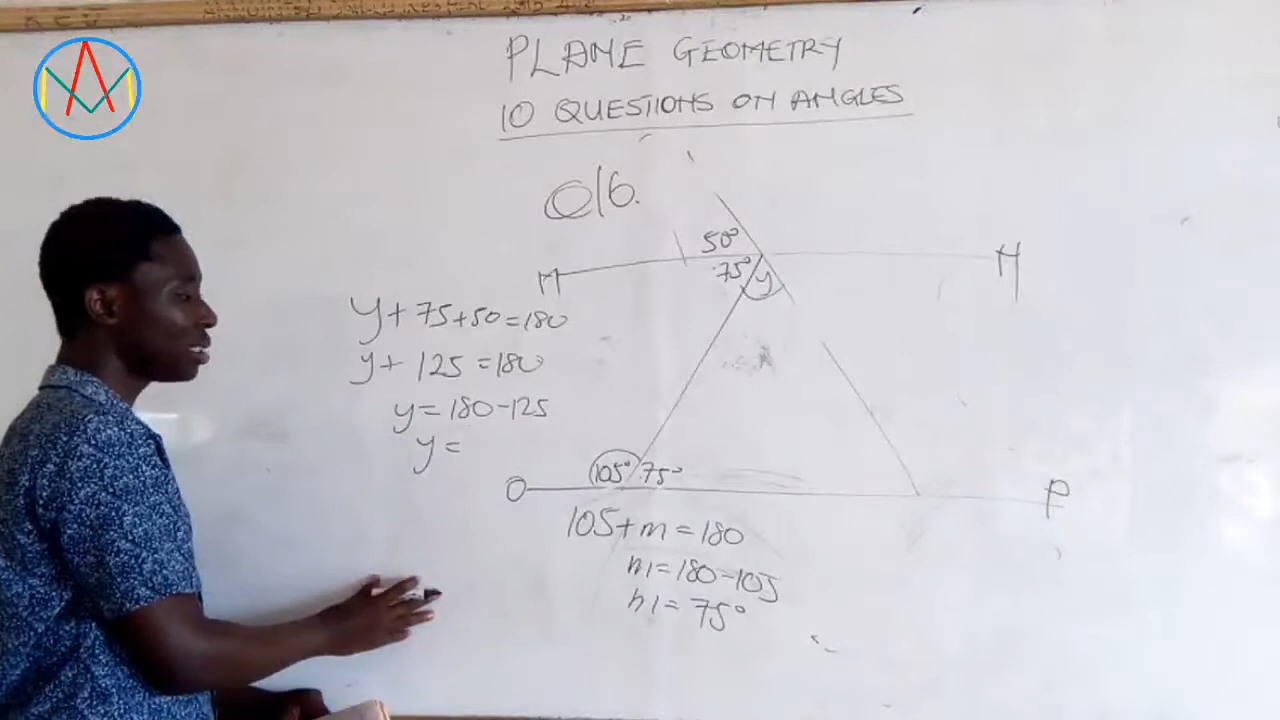 PLANE GEOMETRY
10 QUESTIONS ON ANGLES
Q16.
50°
M
N
75°
y
y + 75 + 50 = 180
y + 125 = 180
y = 180 - 125
y =
O
105°
75°
P
105 + m = 180
m = 180 - 105
m = 75°